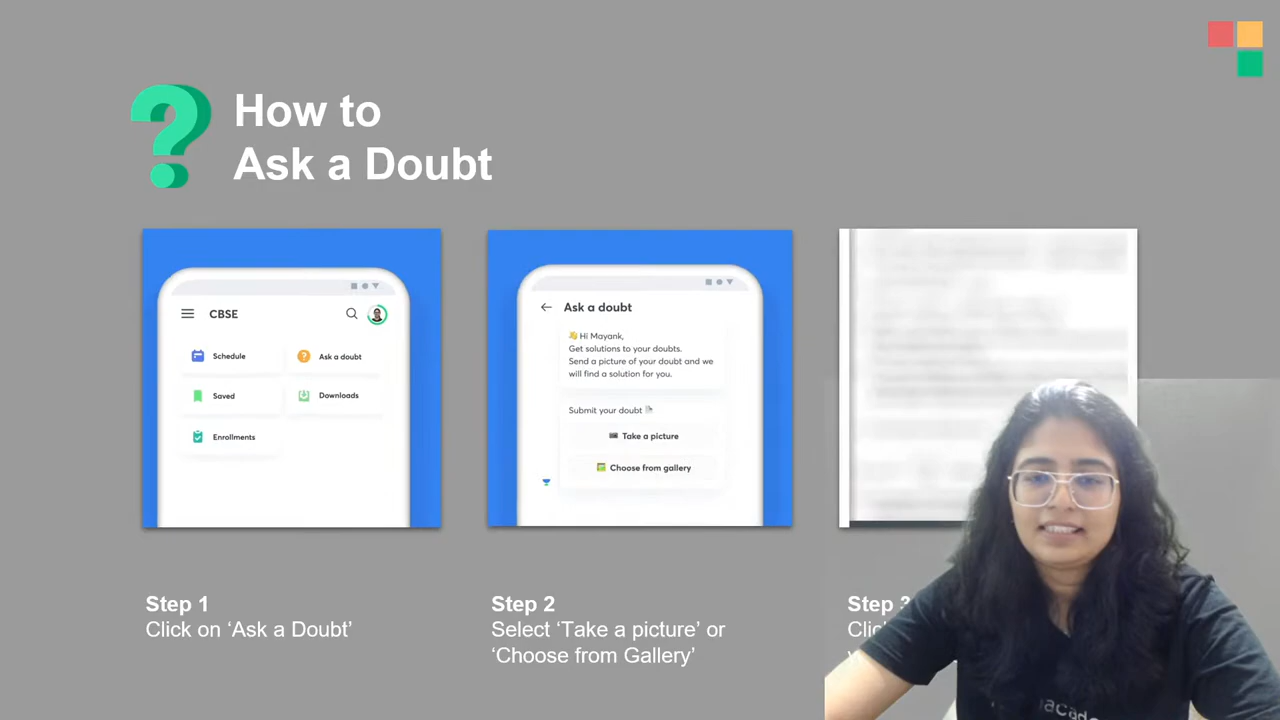 How to
Ask a Doubt
CBSE
Schedule
Ask a doubt
Saved
Downloads
Enrollments
Ask a doubt
👋 Hi Mayank,
Get solutions to your doubts.
Send a picture of your doubt and we
will find a solution for you.
Submit your doubt
Take a picture
Choose from gallery
Step 1
Click on ‘Ask a Doubt’
Step 2
Select ‘Take a picture’ or
‘Choose from Gallery’
Step 3